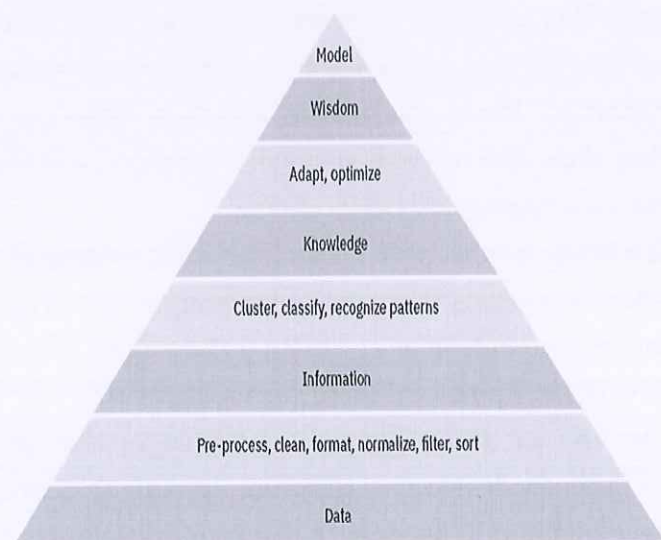 Model
Wisdom
Adapt, optimize
Knowledge
Cluster, classify, recognize patterns
Information
Pre-process, clean, format, normalize, filter, sort
Data